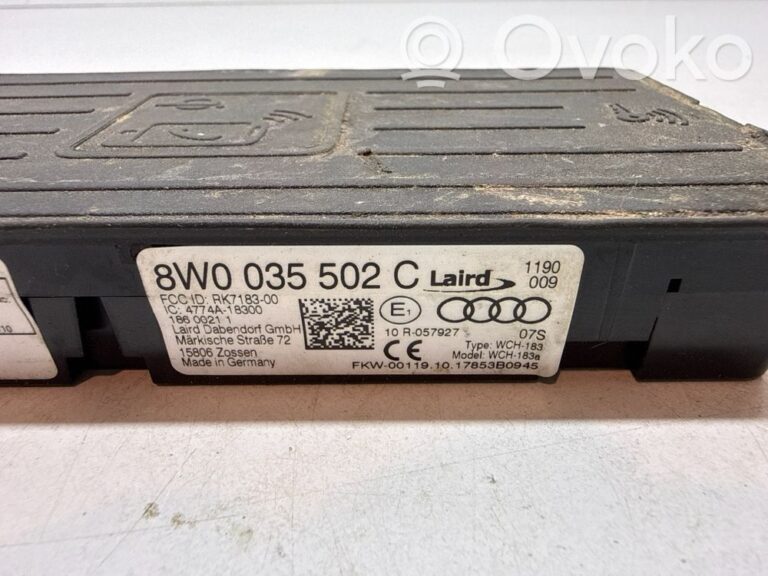 Ovoko
8W0 035 502 C Laird 1190
009
FCC-ID: RK7183-00
IC: 4774A-18300
186 0021 1
Laird Dabendorf GmbH
Märkische Straße 72
15806 Zossen
Made in Germany
E1
10 R-057927
CE
07S
Type: WCH-183
Model: WCH-183a
FKW-00119.10.17853B0945